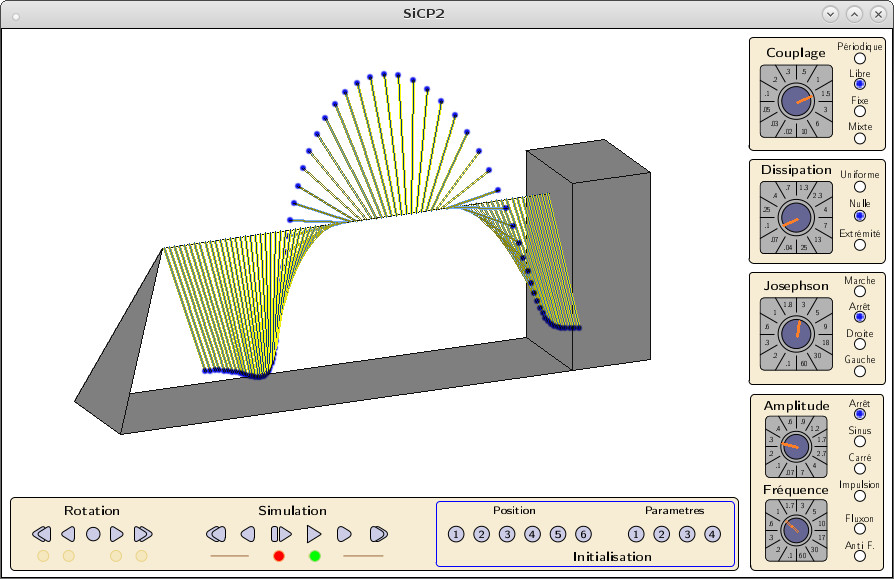 SiCP2
Couplage
Périodique
Libre
Fixe
Mixte
.02 .03 .05 .1 .2 .3 .5 1 1.5 3 6 10
Dissipation
Uniforme
Nulle
Extrémité
.04 .07 .1 .25 .4 .7 1.3 2.3 4 7 13 25
Josephson
Marche
Arrêt
Droite
Gauche
.1 .3 .6 1 1.8 3 5 9 18 30 60
Amplitude
Arrêt
Sinus
Carré
Impulsion
.07 .1 .2 .3 .4 .6 .9 1.2 1.7 2.7 4 7
Fréquence
Fluxon
Anti F.
.1 .3 .6 1 1.7 3 5 10 17 30 60
Rotation
Simulation
Position
Parametres
1 2 3 4 5 6
1 2 3 4
Initialisation